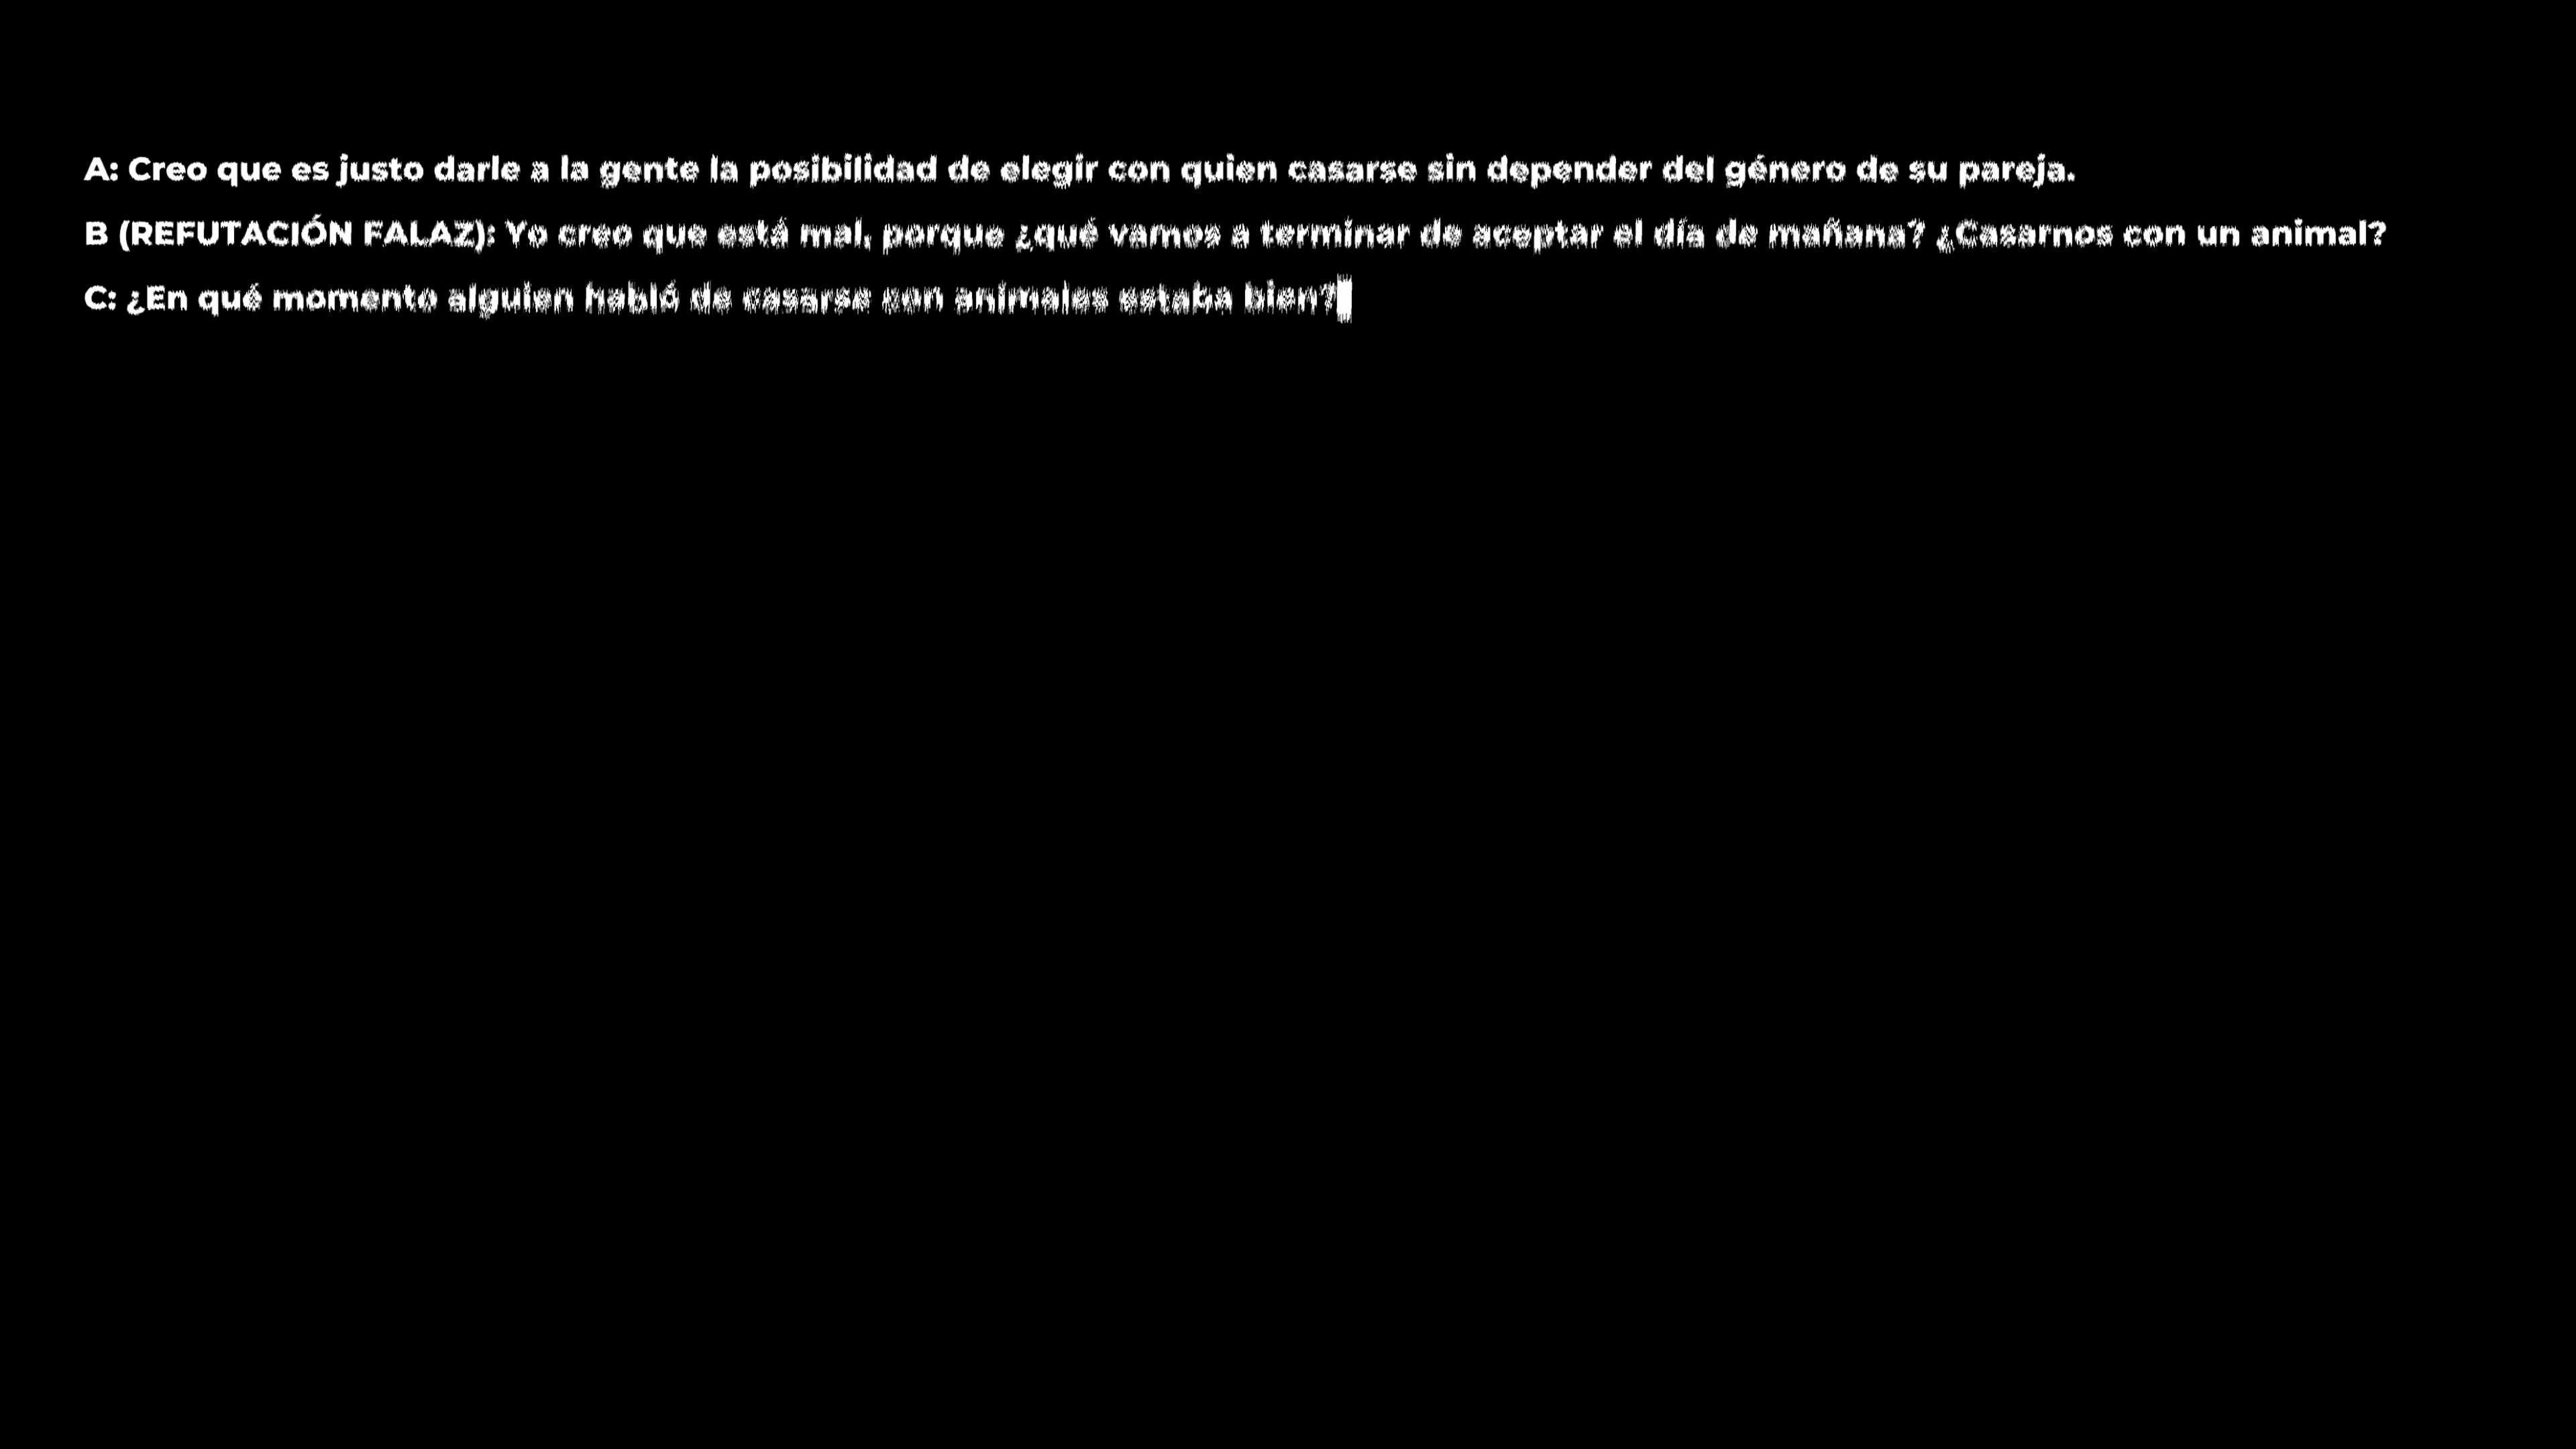 A: Creo que es justo darle a la gente la posibilidad de elegir con quien casarse sin depender del género de su pareja.
B (REFUTACIÓN FALAZ): Yo creo que está mal, porque ¿qué vamos a terminar de aceptar el día de mañana? ¿Casarnos con un animal?
C: ¿En qué momento alguien habló de casarse con animales estaba bien?